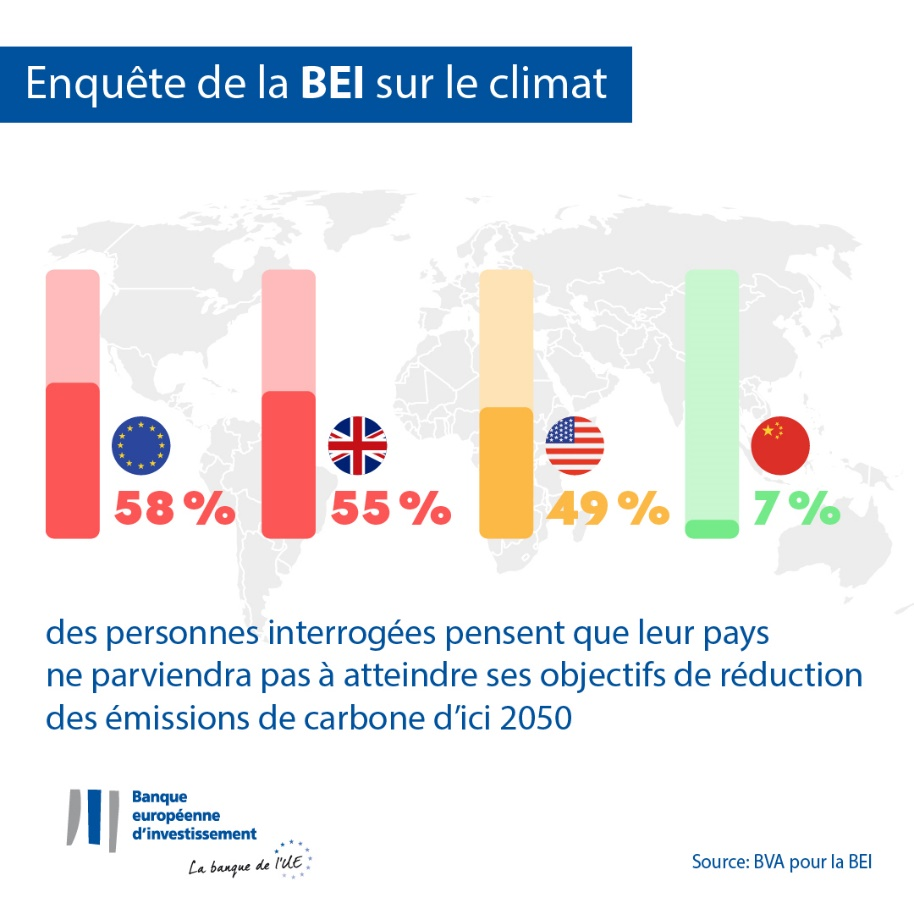 Enquête de la BEI sur le climat
58 %
55 %
49 %
7 %
des personnes interrogées pensent que leur pays
ne parviendra pas à atteindre ses objectifs de réduction
des émissions de carbone d’ici 2050
Banque
européenne
d’investissement
La banque de l’UE
Source: BVA pour la BEI